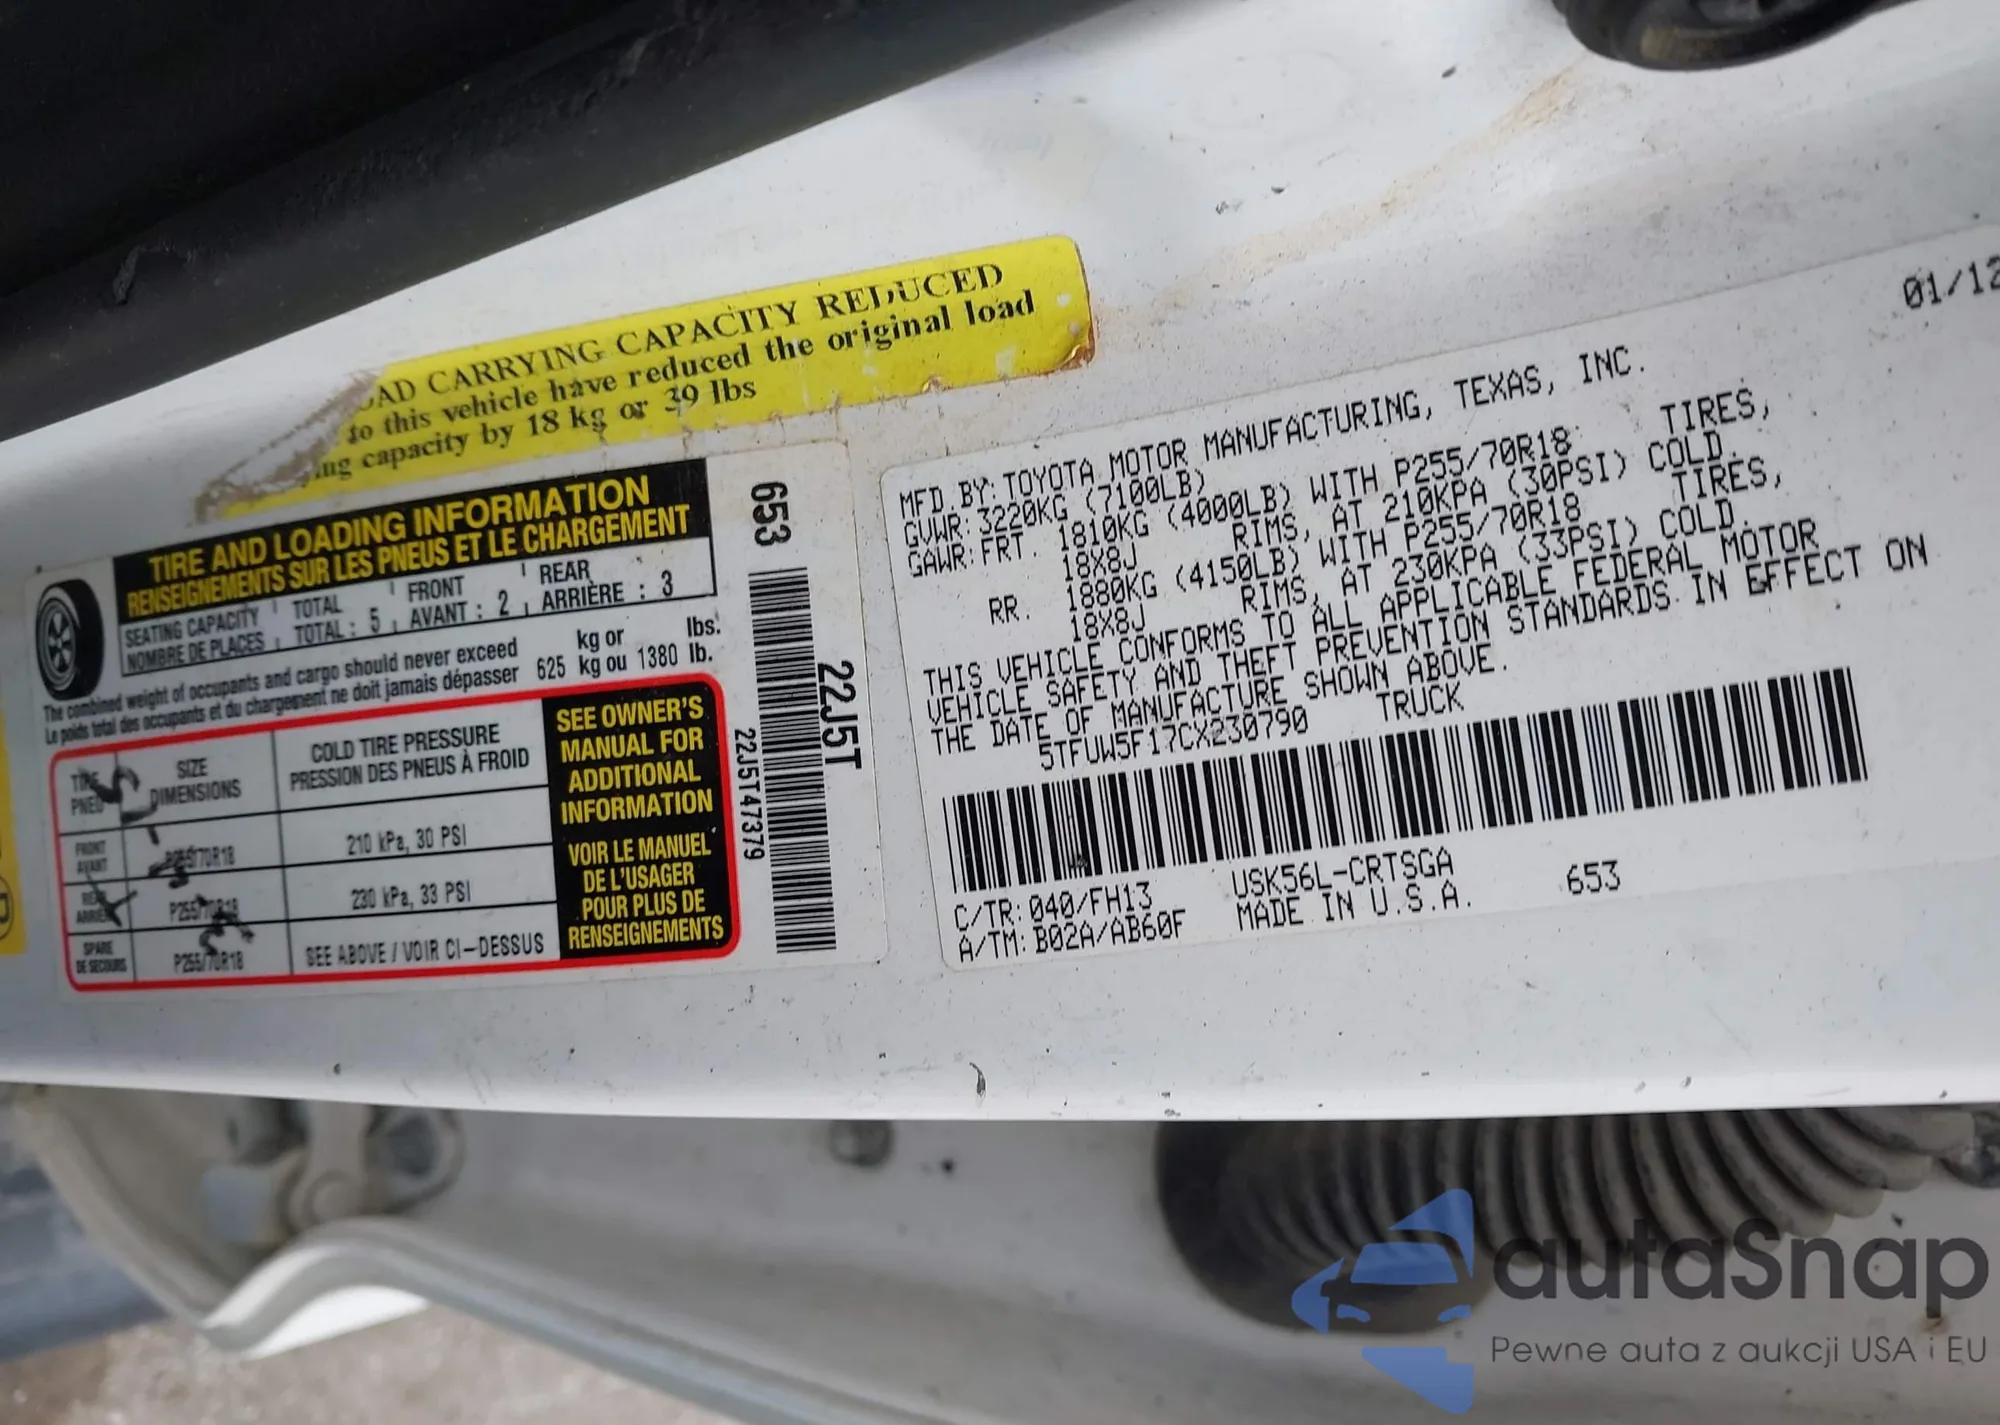 AD CARRYING CAPACITY REDUCED
to this vehicle have reduced the original load
ing capacity by 18 kg or 39 lbs
TIRE AND LOADING INFORMATION
RENSEIGNEMENTS SUR LES PNEUS ET LE CHARGEMENT
SEATING CAPACITY TOTAL FRONT REAR
NOMBRE DE PLACES TOTAL : 5 AVANT : 2 ARRIÈRE : 3
The combined weight of occupants and cargo should never exceed kg or lbs.
Le poids total des occupants et du chargement ne doit jamais dépasser 625 kg ou 1380 lb.
TIRE SIZE COLD TIRE PRESSURE
PNEU DIMENSIONS PRESSION DES PNEUS À FROID
FRONT
AVANT P255/70R18 210 kPa, 30 PSI
REAR
ARRIÈRE P255/70R18 230 kPa, 33 PSI
SPARE
DE SECOURS P255/70R18 SEE ABOVE / VOIR CI-DESSUS
SEE OWNER'S
MANUAL FOR
ADDITIONAL
INFORMATION
VOIR LE MANUEL
DE L'USAGER
POUR PLUS DE
RENSEIGNEMENTS
653
22J5T
22J5T47379
01/12
MFD. BY: TOYOTA MOTOR MANUFACTURING, TEXAS, INC.
GVWR: 3220KG (7100LB)
GAWR: FRT. 1810KG (4000LB) WITH P255/70R18 TIRES,
18X8J RIMS, AT 210KPA (30PSI) COLD.
RR. 1880KG (4150LB) WITH P255/70R18 TIRES,
18X8J RIMS, AT 230KPA (33PSI) COLD.
THIS VEHICLE CONFORMS TO ALL APPLICABLE FEDERAL MOTOR
VEHICLE SAFETY AND THEFT PREVENTION STANDARDS IN EFFECT ON
THE DATE OF MANUFACTURE SHOWN ABOVE.
5TFUW5F17CX230790 TRUCK
C/TR: 040/FH13 USK56L-CRTSGA
A/TM: B02A/AB60F MADE IN U.S.A. 653
autaSnap
Pewne auta z aukcji USA i EU